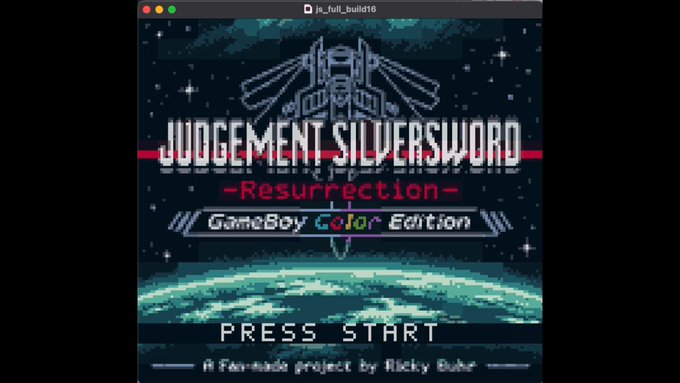 js_full_build16
JUDGEMENT SILVERSWORD
-Resurrection-
GameBoy Color Edition
PRESS START
A Fan-made project by Ricky Buhr